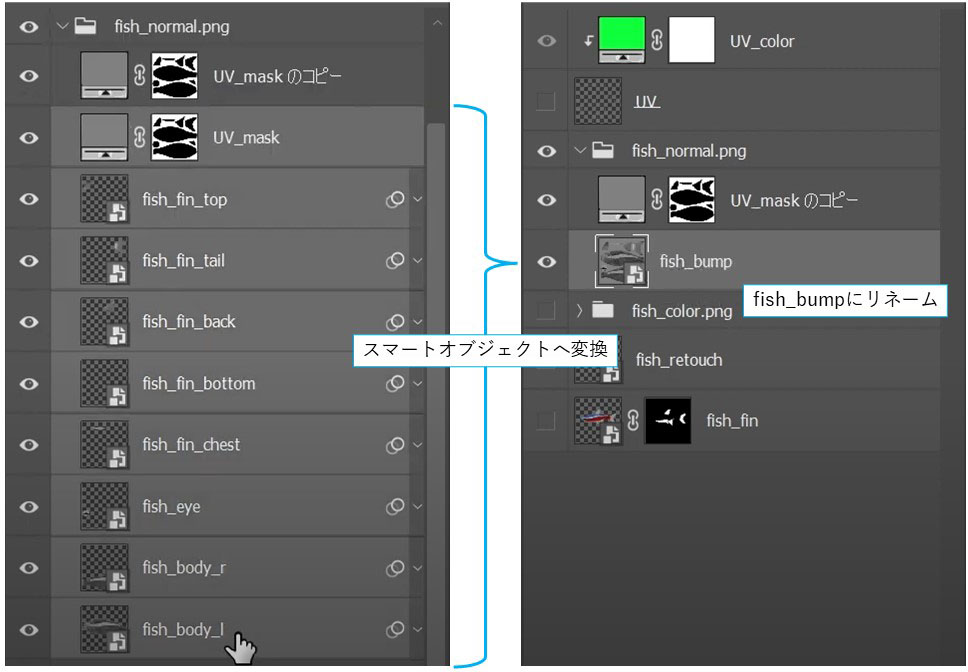 fish_normal.png
UV_mask のコピー
UV_mask
fish_fin_top
fish_fin_tail
fish_fin_back
fish_fin_bottom
fish_fin_chest
fish_eye
fish_body_r
fish_body_l
スマートオブジェクトへ変換
UV_color
UV
fish_normal.png
UV_mask のコピー
fish_bump
fish_bumpにリネーム
fish_color.png
fish_retouch
fish_fin